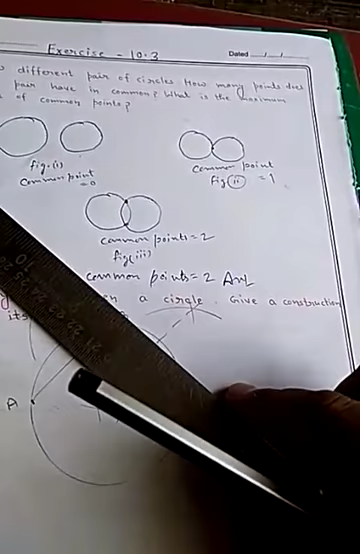 Exercise - 10.3
Dated
different pair of circles. How many points does
pair have in common? What is the maximum
of common points?
fig.(i)
common point
=0
common point
=1
fig(ii)
common points=2
fig(iii)
common points=2 Ans
on a circle. Give a construction
its
A